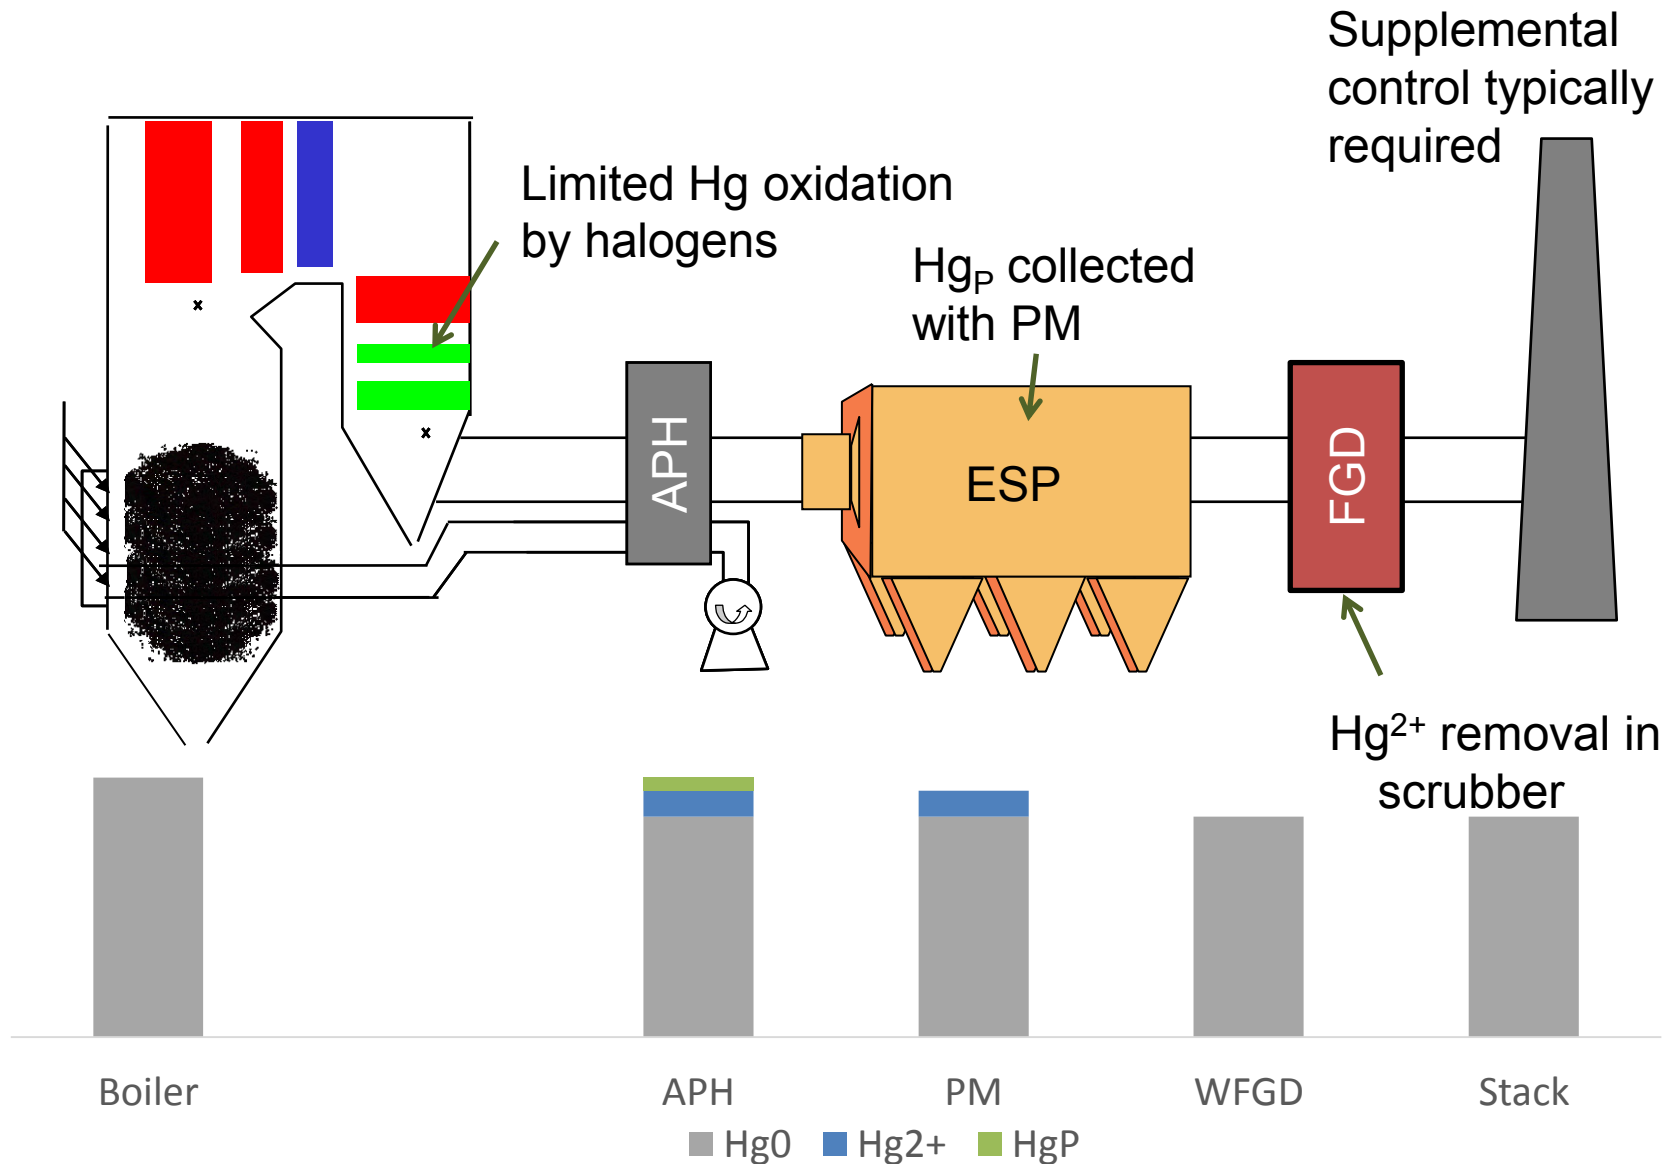 Supplemental
control typically
required
Limited Hg oxidation
by halogens
HgP collected
with PM
APH
ESP
FGD
Hg2+ removal in
scrubber
Boiler
APH
PM
WFGD
Stack
Hg0
Hg2+
HgP